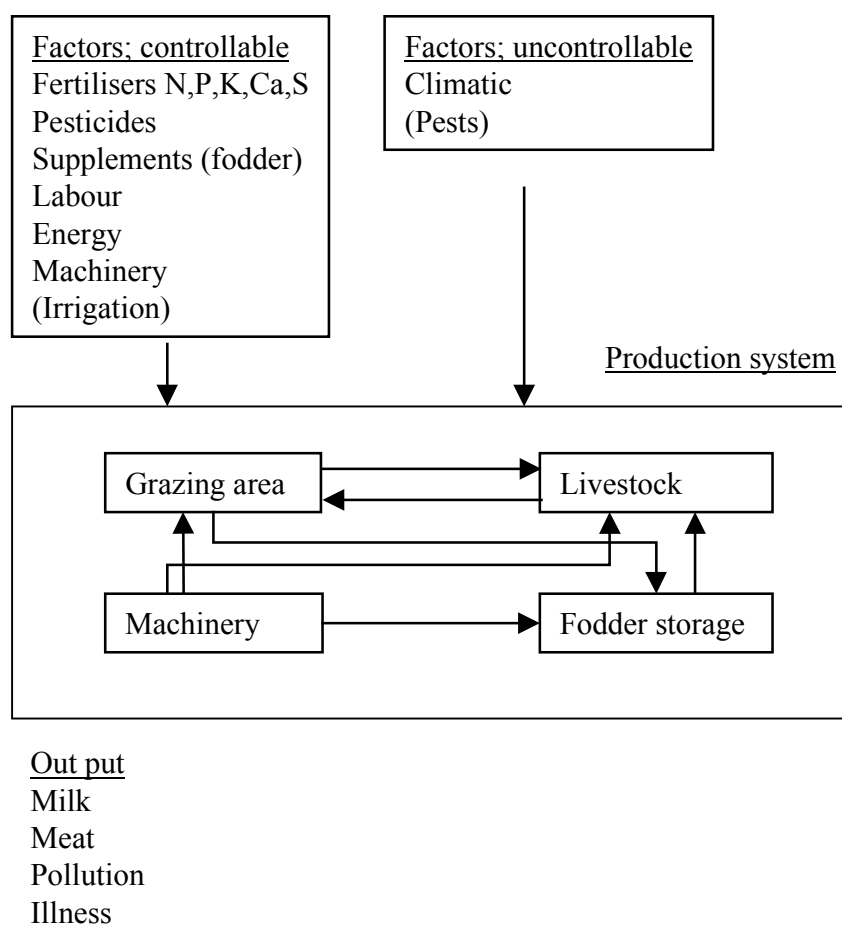 Factors; controllable
Fertilisers N,P,K,Ca,S
Pesticides
Supplements (fodder)
Labour
Energy
Machinery
(Irrigation)
Factors; uncontrollable
Climatic
(Pests)
Production system
Grazing area
Livestock
Machinery
Fodder storage
Out put
Milk
Meat
Pollution
Illness